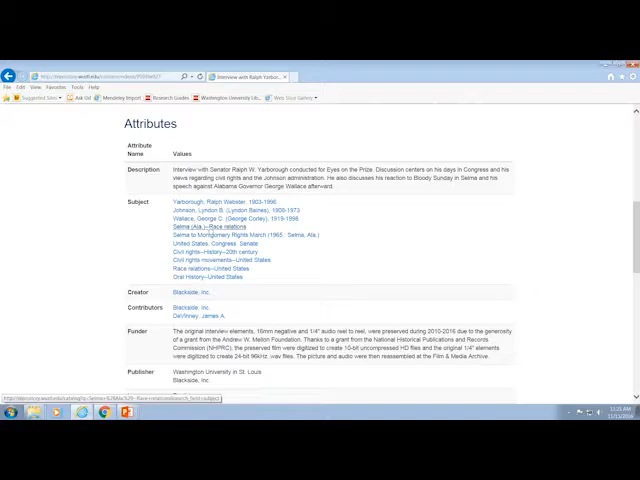 Interview with Ralph Yarbor...
File Edit View Favorites Tools Help
Suggested Sites Ask Us! Mendeley Import Research Guides Washington University Lib... Web Slice Gallery
Attributes
Attribute Name Values
Description Interview with Senator Ralph W. Yarborough conducted for Eyes on the Prize. Discussion centers on his days in Congress and his
views regarding civil rights and the Johnson administration. He also discusses his reaction to Bloody Sunday in Selma and his
speech against Alabama Governor George Wallace afterward.
Subject Yarborough, Ralph Webster, 1903-1996
Johnson, Lyndon B. (Lyndon Baines), 1908-1973
Wallace, George C. (George Corley), 1919-1998
Selma (Ala.)--Race relations
Selma to Montgomery Rights March (1965 : Selma, Ala.)
United States. Congress. Senate
Civil rights--History--20th century
Civil rights movements--United States
Race relations--United States
Oral History--United States
Creator Blackside, Inc.
Contributors Blackside, Inc.
DeVinney, James A.
Funder The original interview elements, 16mm negative and 1/4" audio reel to reel, were preserved during 2010-2016 due to the generosity
of a grant from the Andrew W. Mellon Foundation. Thanks to a grant from the National Historical Publications and Records
Commission (NHPRC), the preserved film were digitized to create 10-bit uncompressed HD files and the original 1/4" elements
were digitized to create 24-bit 96kHz .wav files. The picture and audio were then reassembled at the Film & Media Archive.
Publisher Washington University in St. Louis
Blackside, Inc.